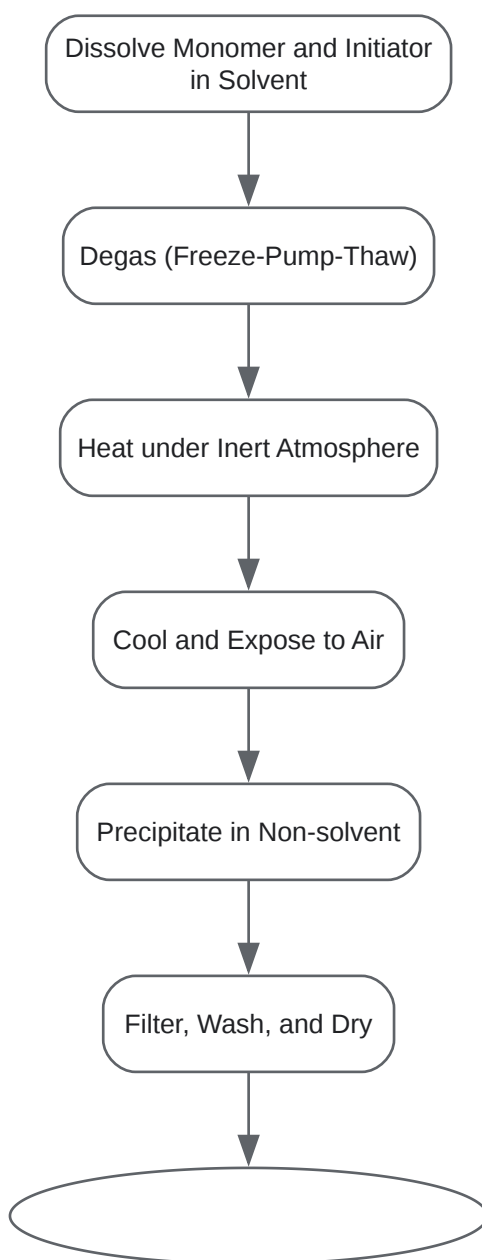 Dissolve Monomer and Initiator
in Solvent
Degas (Freeze-Pump-Thaw)
Heat under Inert Atmosphere
Cool and Expose to Air
Precipitate in Non-solvent
Filter, Wash, and Dry